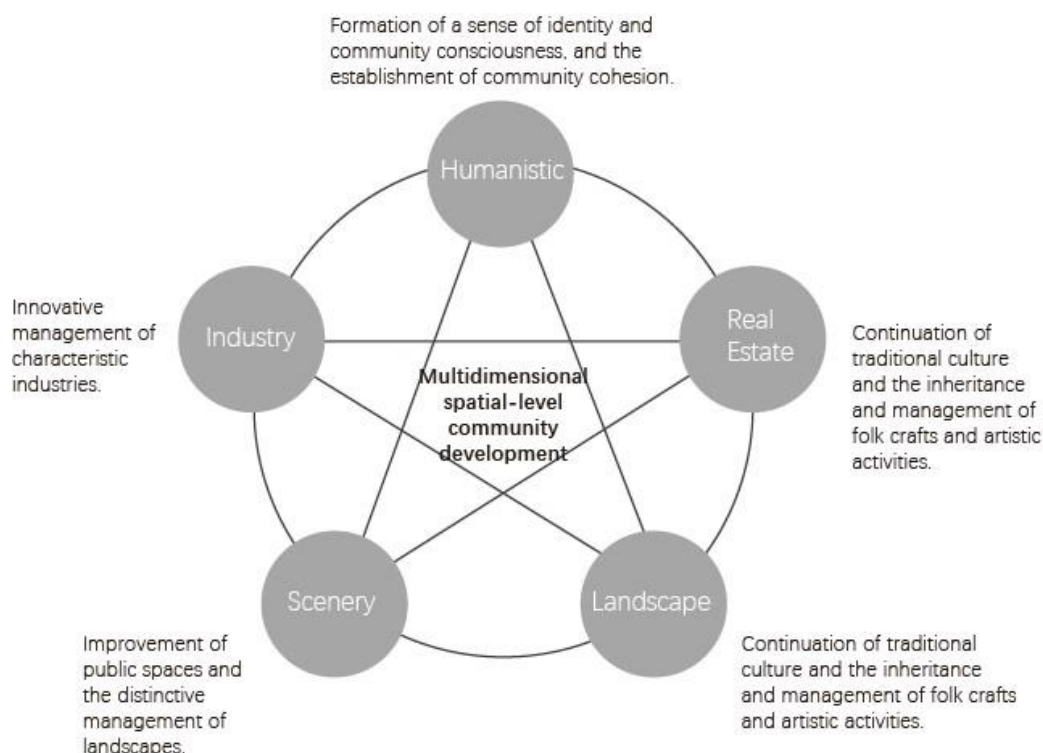 Formation of a sense of identity and
community consciousness, and the
establishment of community cohesion.
Humanistic
Industry
Innovative
management of
characteristic
industries.
Real
Estate
Continuation of
traditional culture
and the inheritance
and management of
folk crafts and artistic
activities.
Multidimensional
spatial-level
community
development
Scenery
Improvement of
public spaces and
the distinctive
management of
landscapes.
Landscape
Continuation of traditional
culture and the inheritance
and management of folk crafts
and artistic activities.